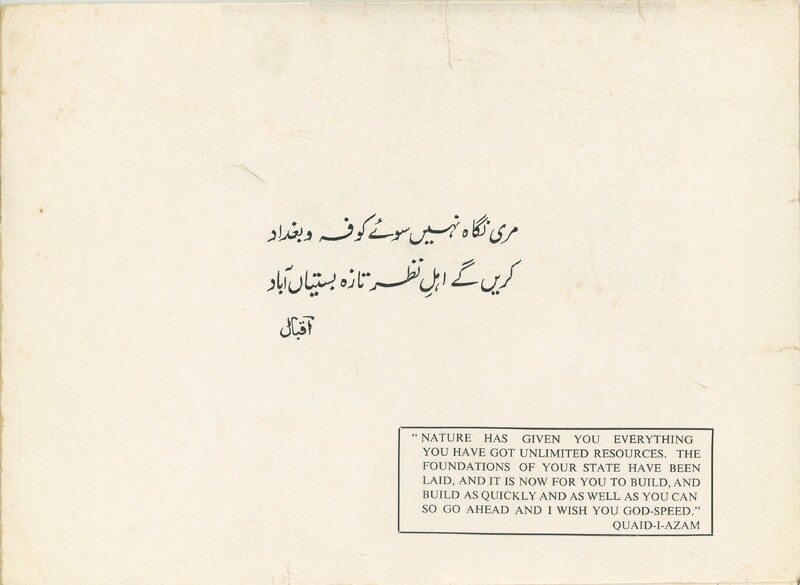 مری نگاہ نہیں سوئے کوفہ و بغداد
کریں گے اہلِ نظر تازہ بستیاں آباد
اقبال
“ NATURE HAS GIVEN YOU EVERYTHING
YOU HAVE GOT UNLIMITED RESOURCES. THE
FOUNDATIONS OF YOUR STATE HAVE BEEN
LAID, AND IT IS NOW FOR YOU TO BUILD, AND
BUILD AS QUICKLY AND AS WELL AS YOU CAN
SO GO AHEAD AND I WISH YOU GOD-SPEED.”
QUAID-I-AZAM